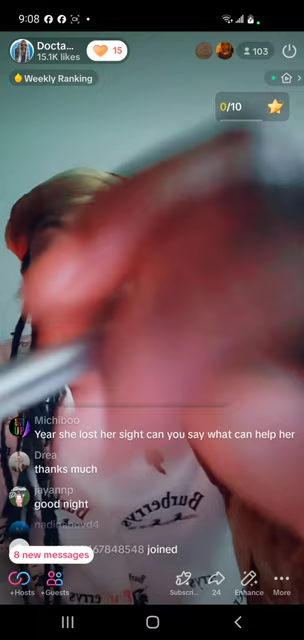 9:08
Docta...
15.1K likes
15
103
Weekly Ranking
0/10
Michiboo
Year she lost her sight can you say what can help her
Drea
thanks much
jayannp
good night
8 new messages
67848548 joined
+Hosts
+Guests
Subscri...
24
Enhance
More
Burberrys